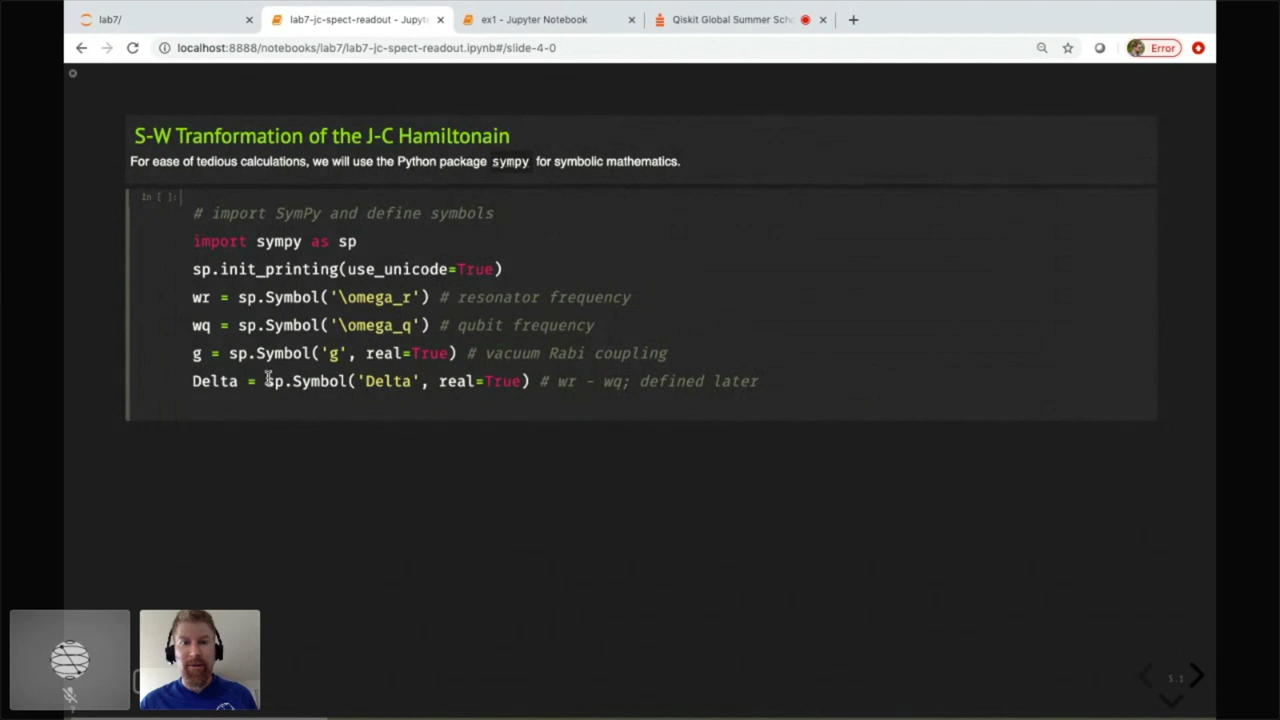 lab7/
lab7-jc-spect-readout - Jupyte
ex1 - Jupyter Notebook
Qiskit Global Summer Scho
localhost:8888/notebooks/lab7/lab7-jc-spect-readout.ipynb#/slide-4-0
Error
S-W Tranformation of the J-C Hamiltonain
For ease of tedious calculations, we will use the Python package sympy for symbolic mathematics.
In [ ]:
# import SymPy and define symbols
import sympy as sp
sp.init_printing(use_unicode=True)
wr = sp.Symbol('\omega_r') # resonator frequency
wq = sp.Symbol('\omega_q') # qubit frequency
g = sp.Symbol('g', real=True) # vacuum Rabi coupling
Delta = sp.Symbol('Delta', real=True) # wr - wq; defined later
5.1